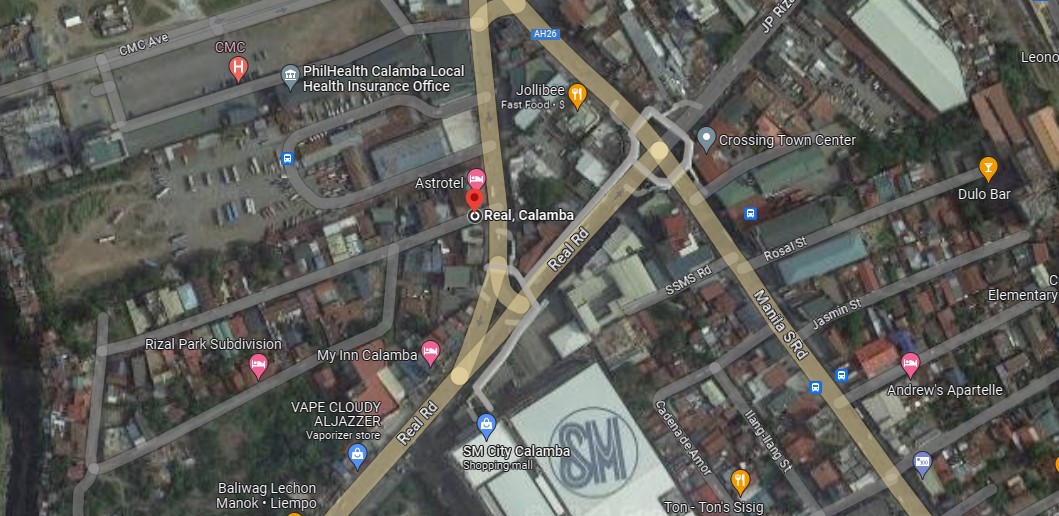 JP Riza
AH26
CMC Ave
CMC
Leono
PhilHealth Calamba Local
Health Insurance Office
Jollibee
Fast Food · $
Crossing Town Center
Astrotel
Dulo Bar
Real, Calamba
Real Rd
Rosal St
SSMS Rd
Elementary
Manila S Rd
Jasmin St
Rizal Park Subdivision
My Inn Calamba
Andrew's Apartelle
VAPE CLOUDY
ALJAZZER
Vaporizer store
Real Rd
Cadena de Amor
Ilang-Ilang St
SM City Calamba
Shopping mall
SM
Baliwag Lechon
Manok • Liempo
Ton - Ton's Sisig